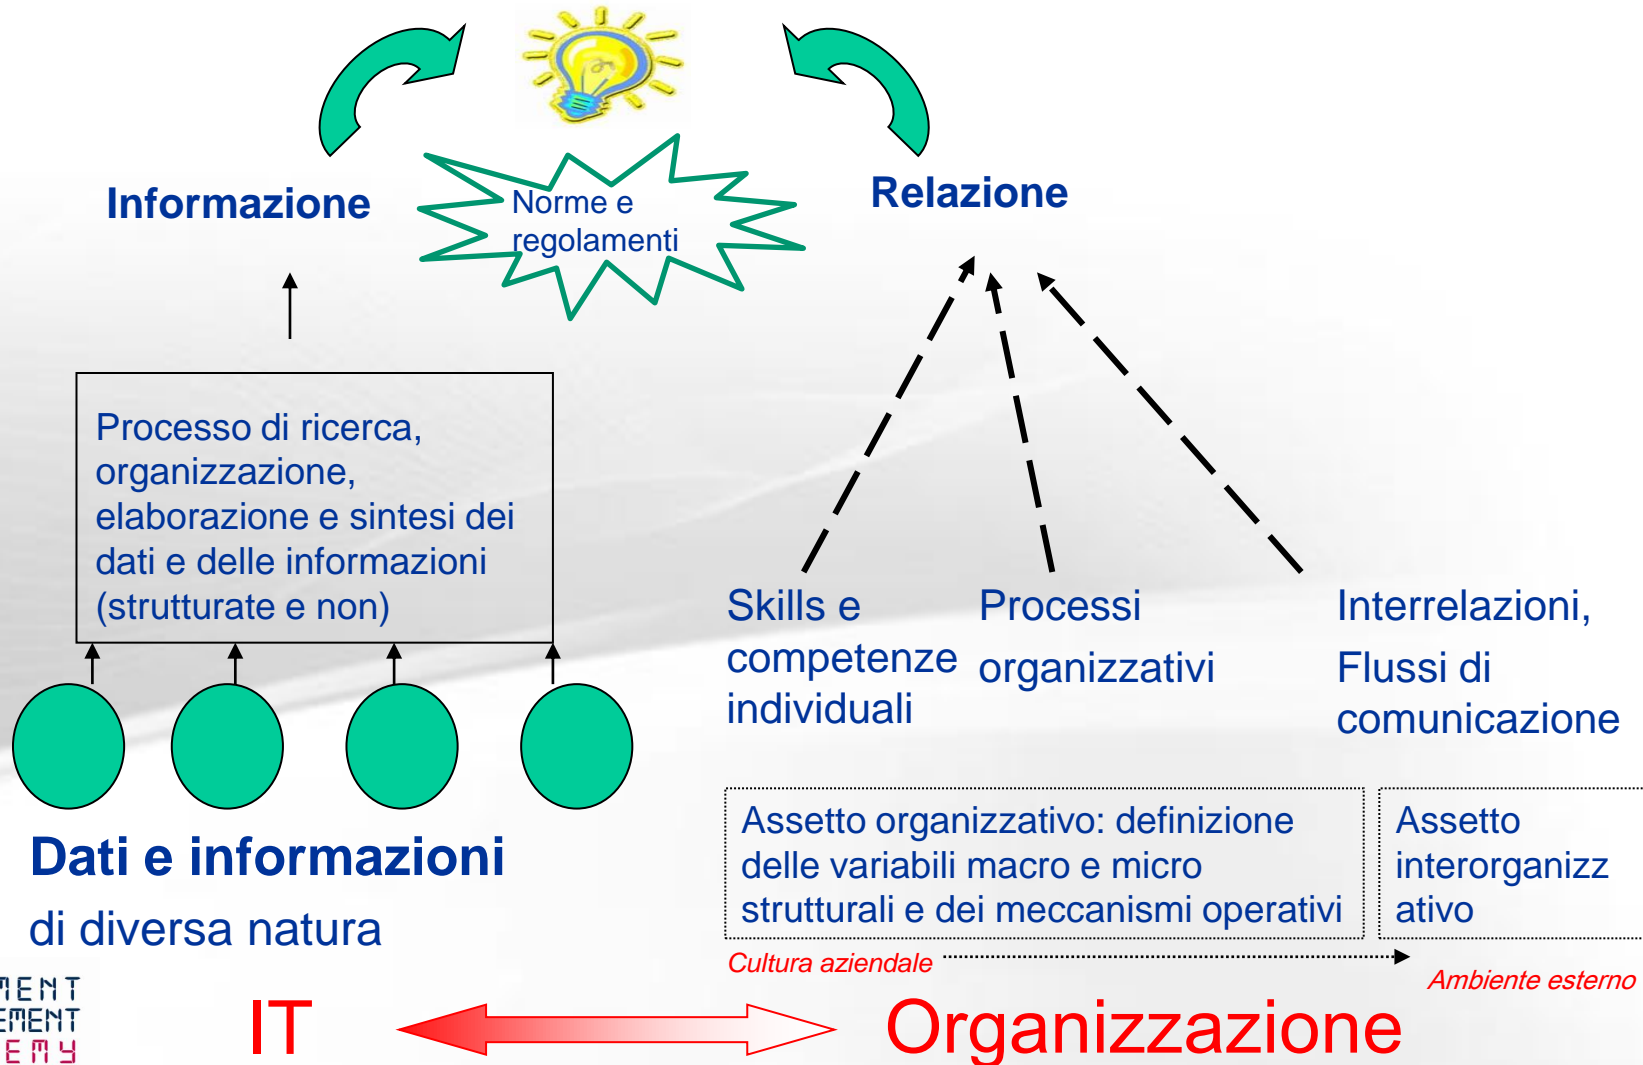 Informazione
Norme e
regolamenti
Relazione
Processo di ricerca,
organizzazione,
elaborazione e sintesi dei
dati e delle informazioni
(strutturate e non)
Skills e
competenze
individuali
Processi
organizzativi
Interrelazioni,
Flussi di
comunicazione
Dati e informazioni
di diversa natura
Assetto organizzativo: definizione
delle variabili macro e micro
strutturali e dei meccanismi operativi
Assetto
interorganizz
ativo
Cultura aziendale
Ambiente esterno
IT
Organizzazione